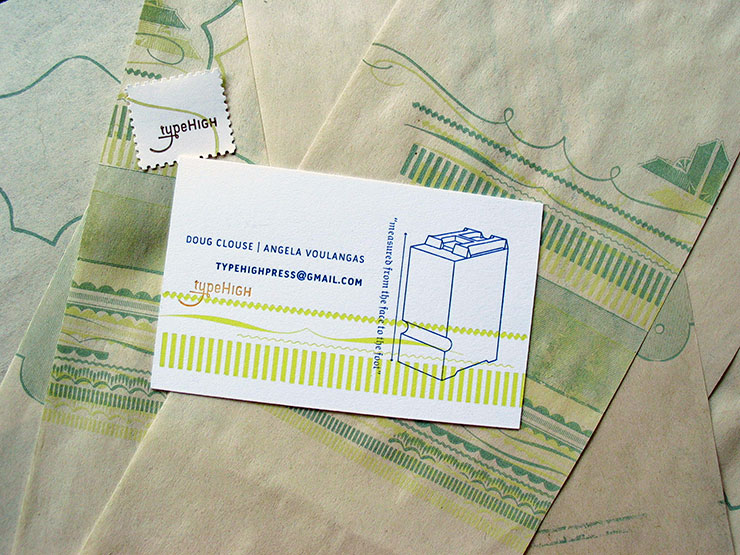 typeHIGH
DOUG CLOUSE | ANGELA VOULANGAS
TYPEHIGHPRESS@GMAIL.COM
typeHIGH
"measured from the face to the foot"